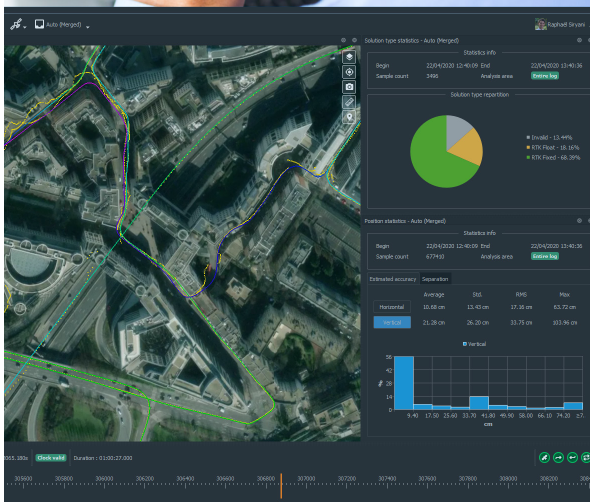 Auto (Merged)
Raphaël Siryani
Solution type statistics - Auto (Merged)
Statistics info
Begin 22/04/2020 12:40:09 End 22/04/2020 13:40:36
Sample count 3496 Analysis area Entire log
Solution type repartition
Invalid - 13.44%
RTK Float - 18.16%
RTK Fixed - 68.39%
Position statistics - Auto (Merged)
Statistics info
Begin 22/04/2020 12:40:09 End 22/04/2020 13:40:36
Sample count 677410 Analysis area Entire log
Estimated accuracy Separation
Average Std. RMS Max
Horizontal 10.68 cm 13.43 cm 17.16 cm 63.72 cm
Vertical 21.28 cm 26.20 cm 33.75 cm 103.96 cm
Vertical
56
42
28
14
0
%
9.40 17.50 25.60 33.70 41.80 49.90 58.00 66.10 74.20 ≥7.
cm
Clock valid Duration : 01:00:27.000
305600 305800 306000 306200 306400 306600 306800 307000 307200 307400 307600 307800 308000 308200